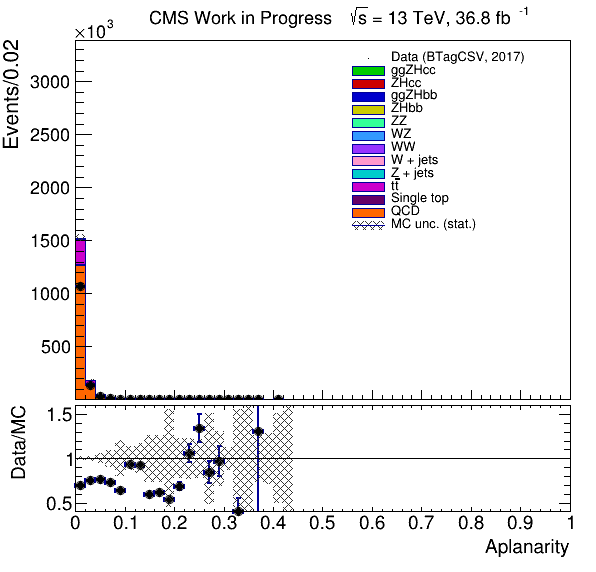 CMS Work in Progress √s = 13 TeV, 36.8 fb -1
×10³
Events/0.02
3000
2500
2000
1500
1000
500
Data (BTagCSV, 2017)
ggZHcc
ZHcc
ggZHbb
ZHbb
ZZ
WZ
WW
W + jets
Z + jets
tt̅
Single top
QCD
MC unc. (stat.)
Data/MC
1.5
1
0.5
0 0.1 0.2 0.3 0.4 0.5 0.6 0.7 0.8 0.9 1
Aplanarity